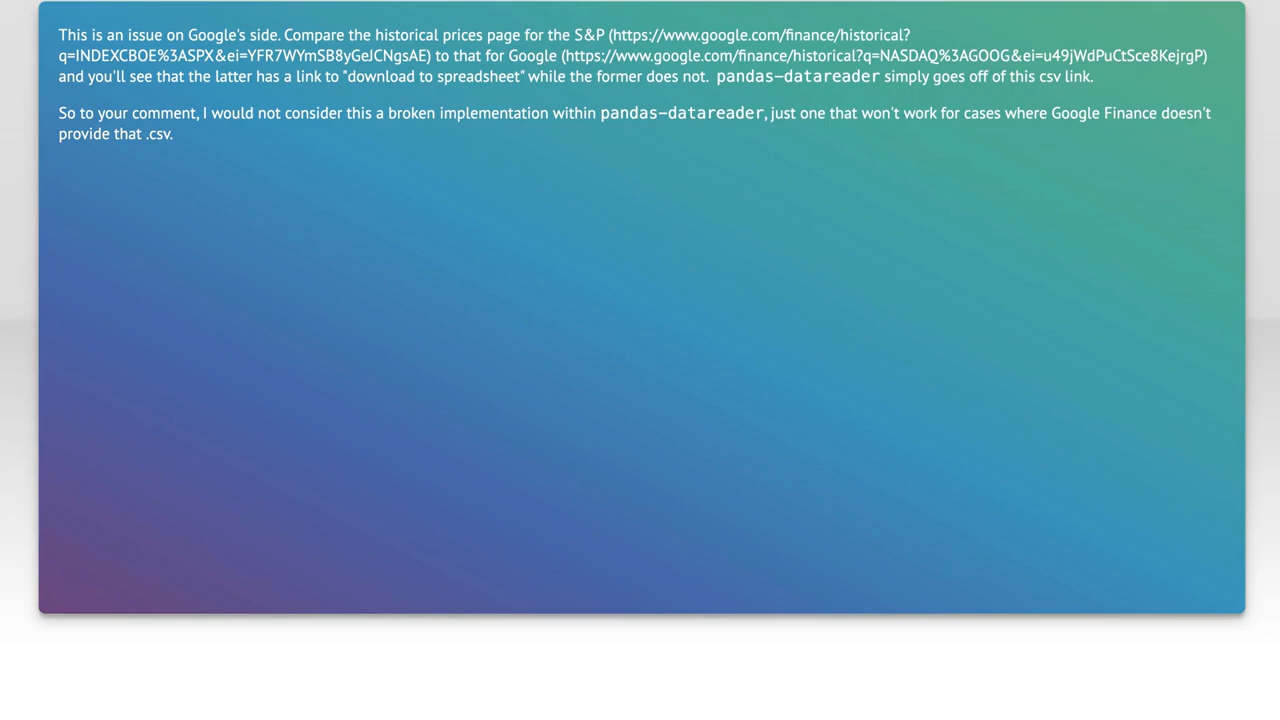 This is an issue on Google's side. Compare the historical prices page for the S&P (https://www.google.com/finance/historical?
q=INDEXCBOE%3ASPX&ei=YFR7WYmSB8yGeJCNgsAE) to that for Google (https://www.google.com/finance/historical?q=NASDAQ%3AGOOG&ei=u49jWdPuCtSce8KejrgP)
and you'll see that the latter has a link to "download to spreadsheet" while the former does not. pandas-datareader simply goes off of this csv link.
So to your comment, I would not consider this a broken implementation within pandas-datareader, just one that won't work for cases where Google Finance doesn't
provide that .csv.